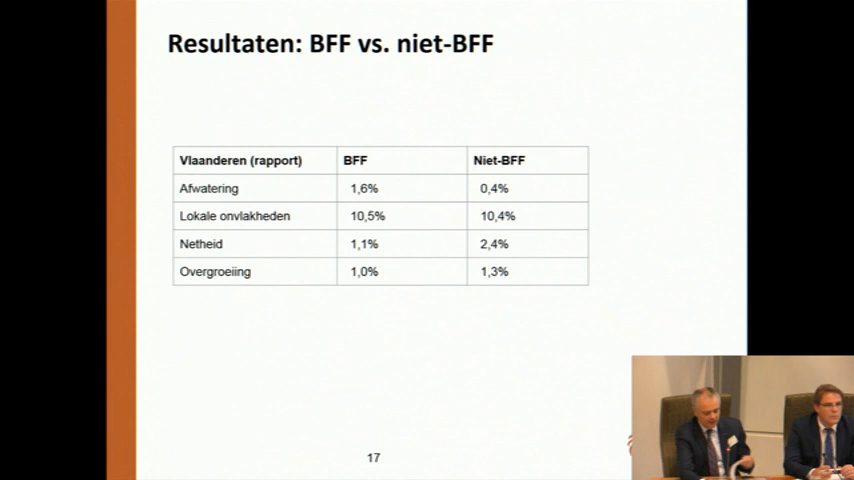 Resultaten: BFF vs. niet-BFF
Vlaanderen (rapport) BFF Niet-BFF
Afwatering 1,6% 0,4%
Lokale onvlakheden 10,5% 10,4%
Netheid 1,1% 2,4%
Overgroeiing 1,0% 1,3%
17